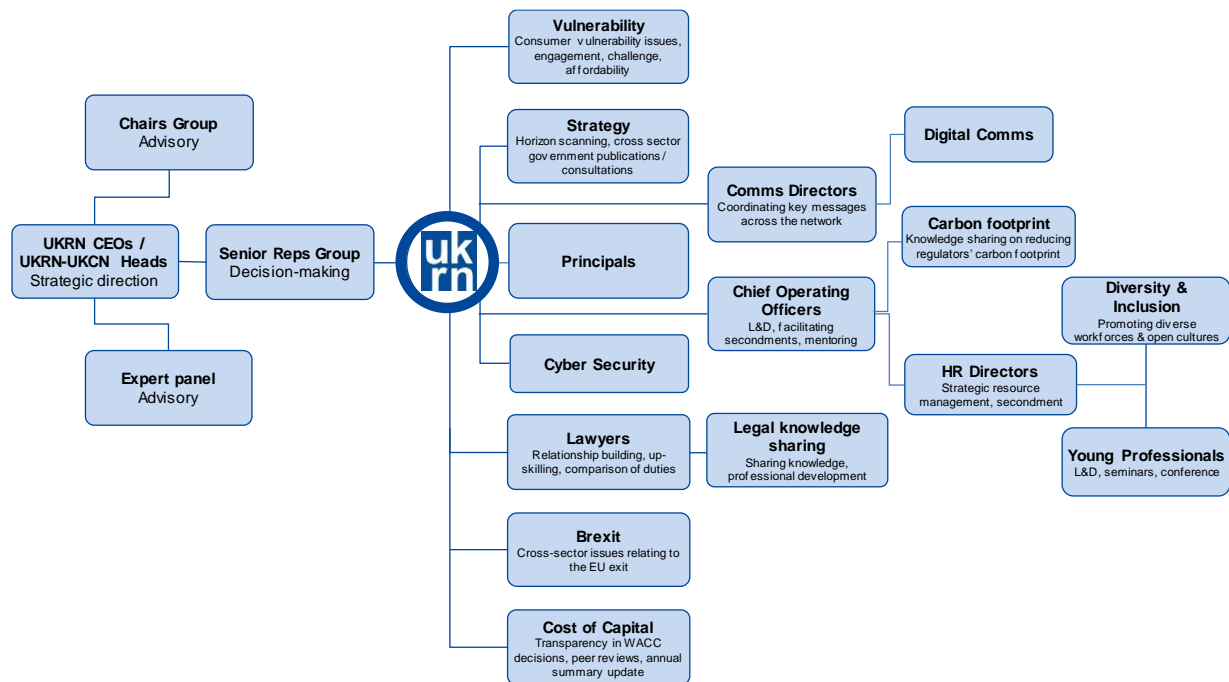 Vulnerability
Consumer vulnerability issues,
engagement, challenge,
affordability
Chairs Group
Advisory
Strategy
Horizon scanning, cross sector
government publications/
consultations
Digital Comms
Comms Directors
Coordinating key messages
across the network
UKRN CEOs /
UKRN-UKCN Heads
Strategic direction
Senior Reps Group
Decision-making
uk
rn
Principals
Carbon footprint
Knowledge sharing on reducing
regulators' carbon footprint
Chief Operating
Officers
L&D, facilitating
secondments, mentoring
Diversity &
Inclusion
Promoting diverse
workforces & open cultures
Expert panel
Advisory
Cyber Security
HR Directors
Strategic resource
management, secondment
Lawyers
Relationship building, up-
skilling, comparison of duties
Legal knowledge
sharing
Sharing knowledge,
professional development
Young Professionals
L&D, seminars, conference
Brexit
Cross-sector issues relating to
the EU exit
Cost of Capital
Transparency in WACC
decisions, peer reviews, annual
summary update